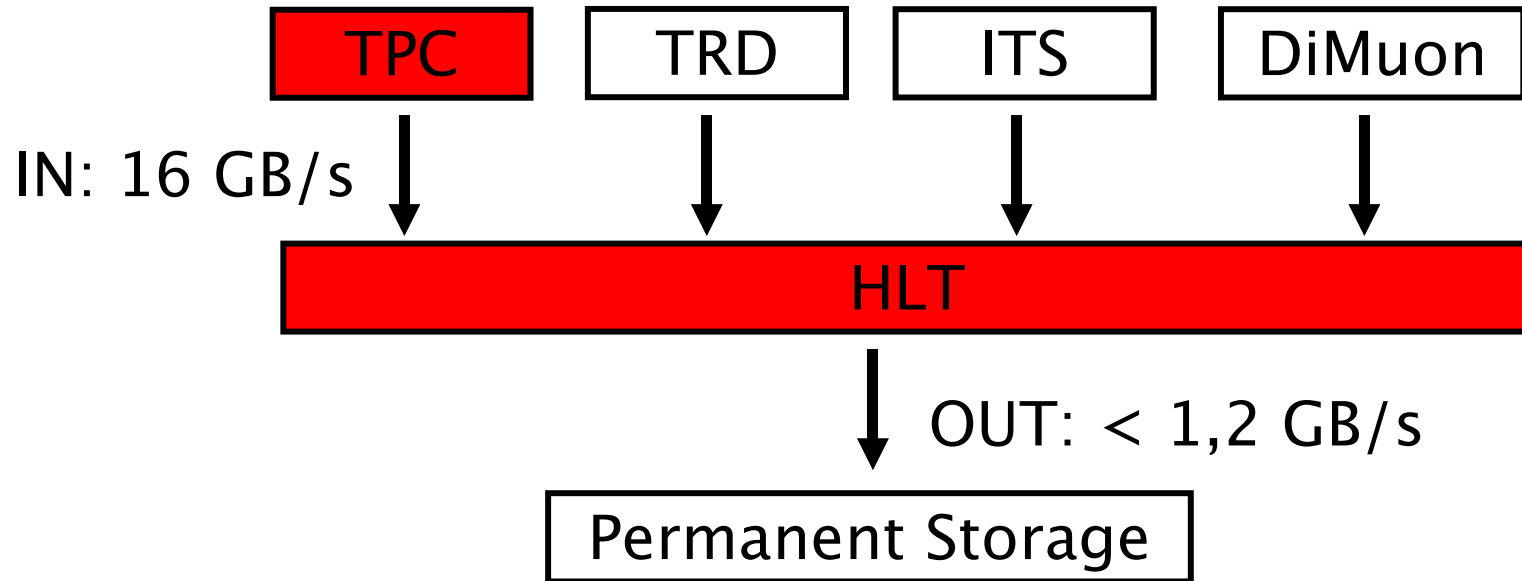 TPC
TRD
ITS
DiMuon
IN: 16 GB/s
HLT
OUT: < 1,2 GB/s
Permanent Storage